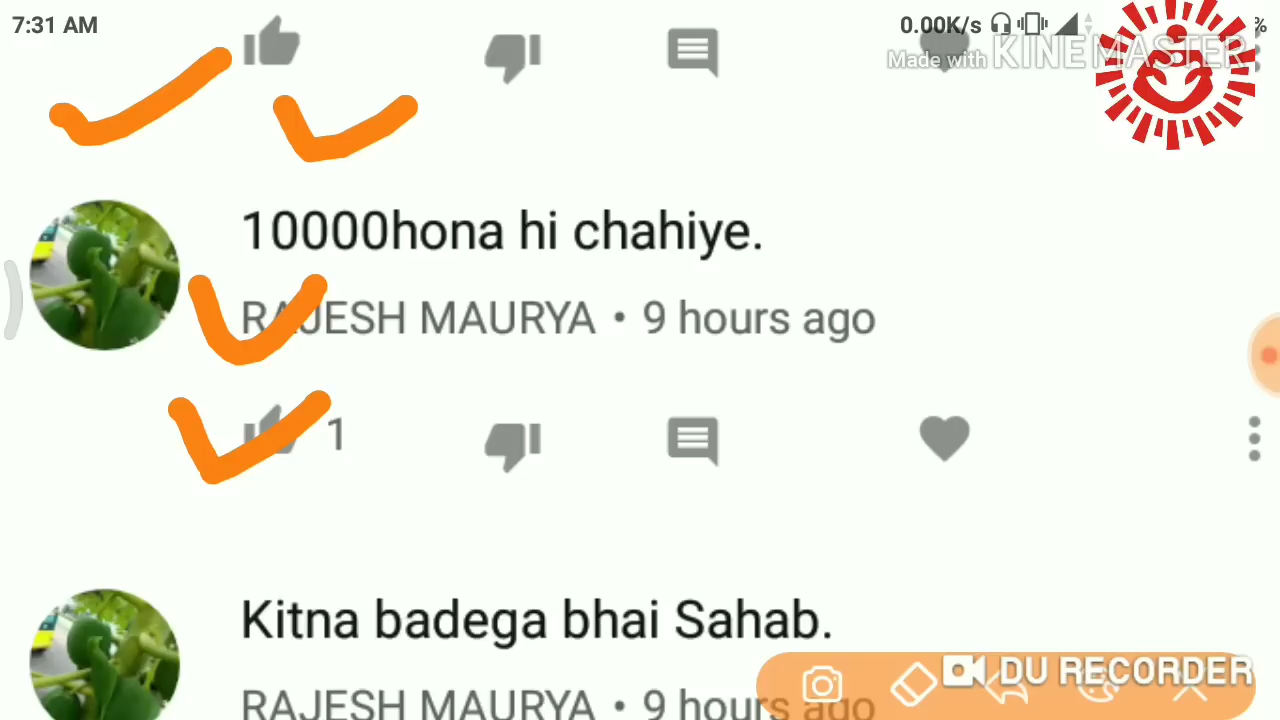 7:31 AM
0.00K/s
%
Made with KINEMASTER
10000hona hi chahiye.
RAJESH MAURYA • 9 hours ago
1
Kitna badega bhai Sahab.
DU RECORDER
RAJESH MAURYA • 9 hours ago